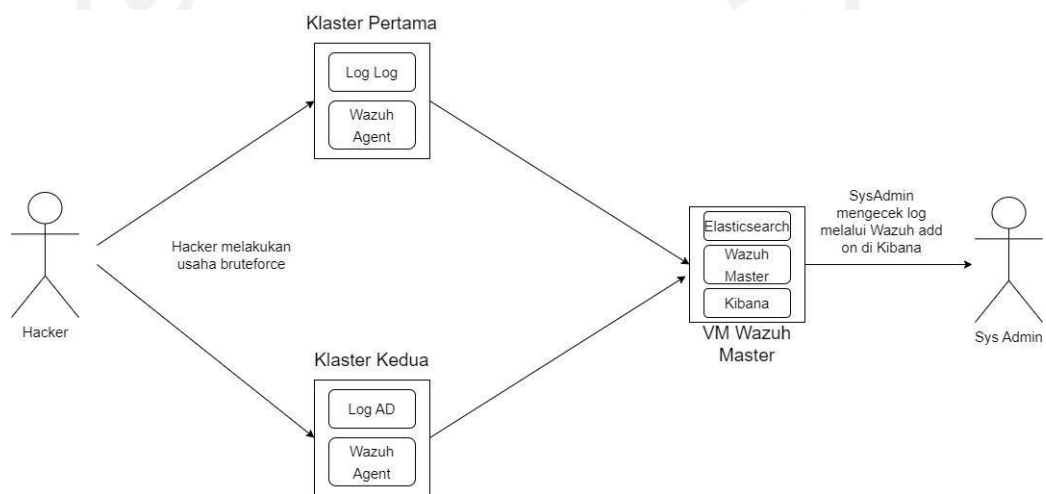 Klaster Pertama
Log Log
Wazuh
Agent
Hacker melakukan
usaha bruteforce
Hacker
Klaster Kedua
Log AD
Wazuh
Agent
Elasticsearch
Wazuh
Master
Kibana
VM Wazuh
Master
SysAdmin
mengecek log
melalui Wazuh add
on di Kibana
Sys Admin